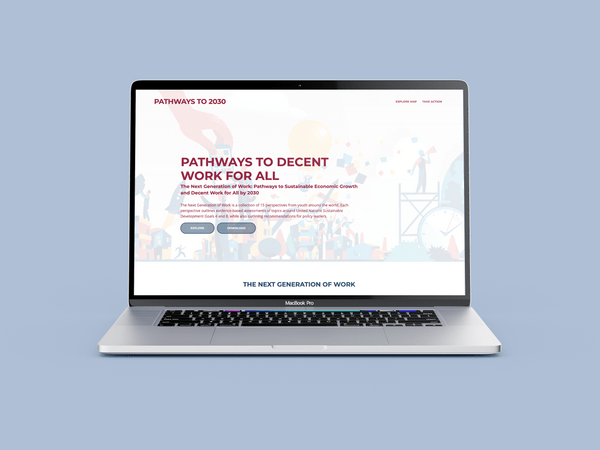 PATHWAYS TO 2030
EXPLORE MAP TAKE ACTION
PATHWAYS TO DECENT
WORK FOR ALL
The Next Generation of Work: Pathways to Sustainable Economic Growth
and Decent Work for All by 2030
The Next Generation of Work is a collection of 15 perspectives from youth around the world. Each
perspective outlines evidence-based assessments of topics around United Nations Sustainable
Development Goals 4 and 8, while also outlining recommendations for policy makers.
EXPLORE DOWNLOAD
THE NEXT GENERATION OF WORK
MacBook Pro